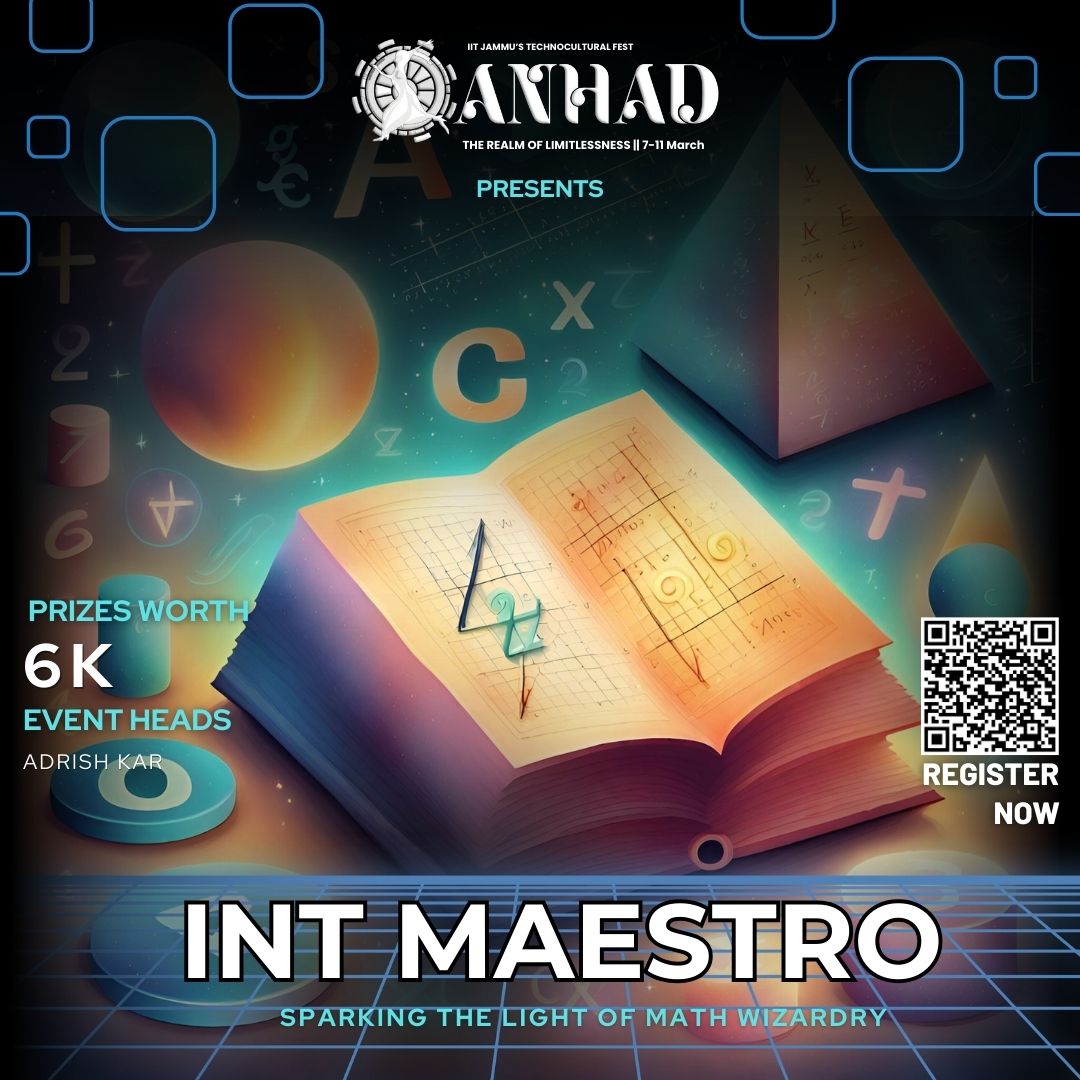 IIT JAMMU'S TECHNOCULTURAL FEST
ANHAD
THE REALM OF LIMITLESSNESS || 7-11 March
PRESENTS
A
C
X
PRIZES WORTH
6K
EVENT HEADS
ADRISH KAR
REGISTER
NOW
INT MAESTRO
SPARKING THE LIGHT OF MATH WIZARDRY